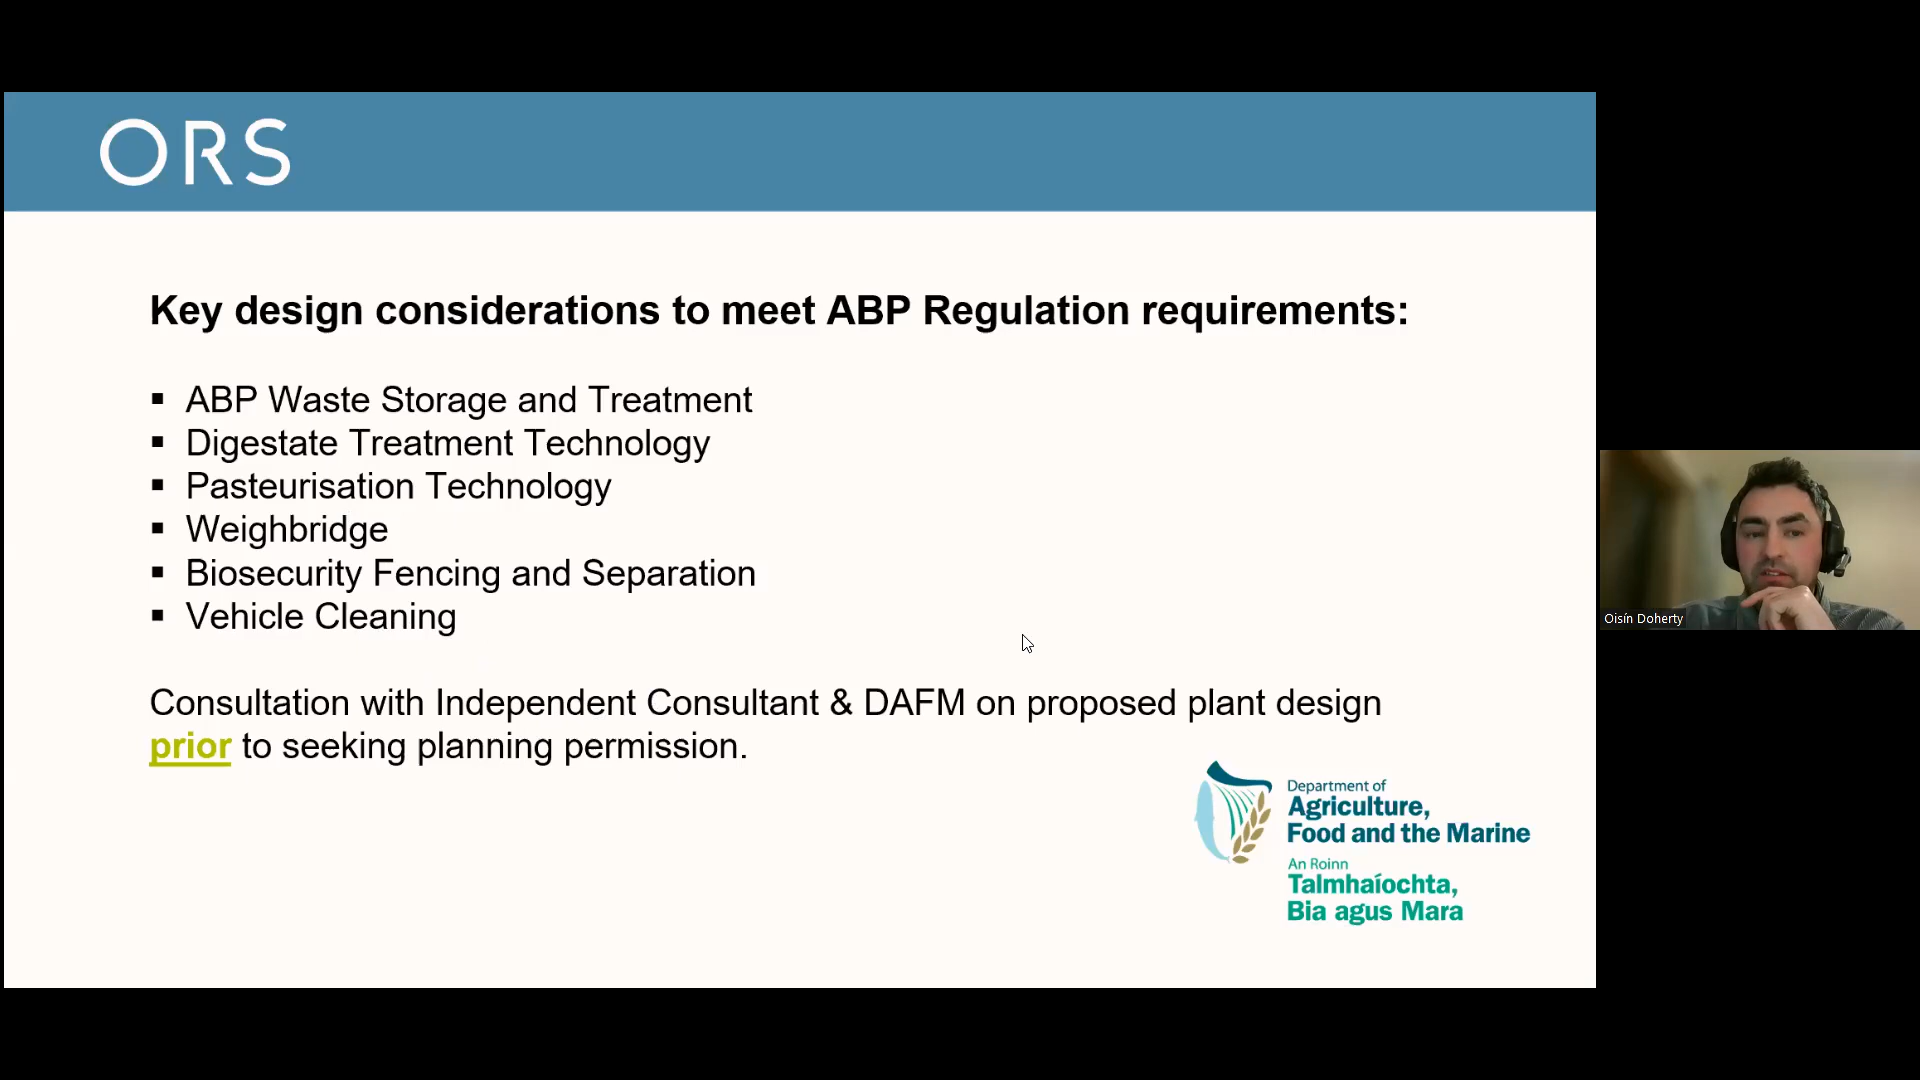 ORS
Key design considerations to meet ABP Regulation requirements:
▪ ABP Waste Storage and Treatment
▪ Digestate Treatment Technology
▪ Pasteurisation Technology
▪ Weighbridge
▪ Biosecurity Fencing and Separation
▪ Vehicle Cleaning
Consultation with Independent Consultant & DAFM on proposed plant design
prior to seeking planning permission.
Department of
Agriculture,
Food and the Marine
An Roinn
Talmhaíochta,
Bia agus Mara
Oisín Doherty